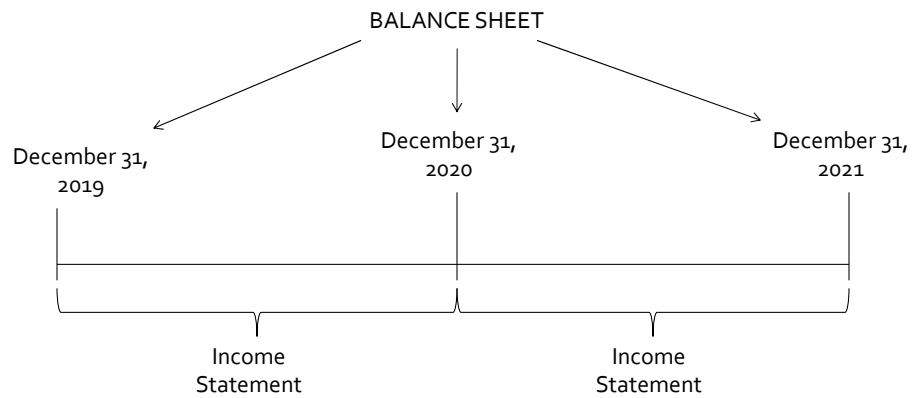 BALANCE SHEET
December 31,
2019
December 31,
2020
December 31,
2021
Income
Statement
Income
Statement